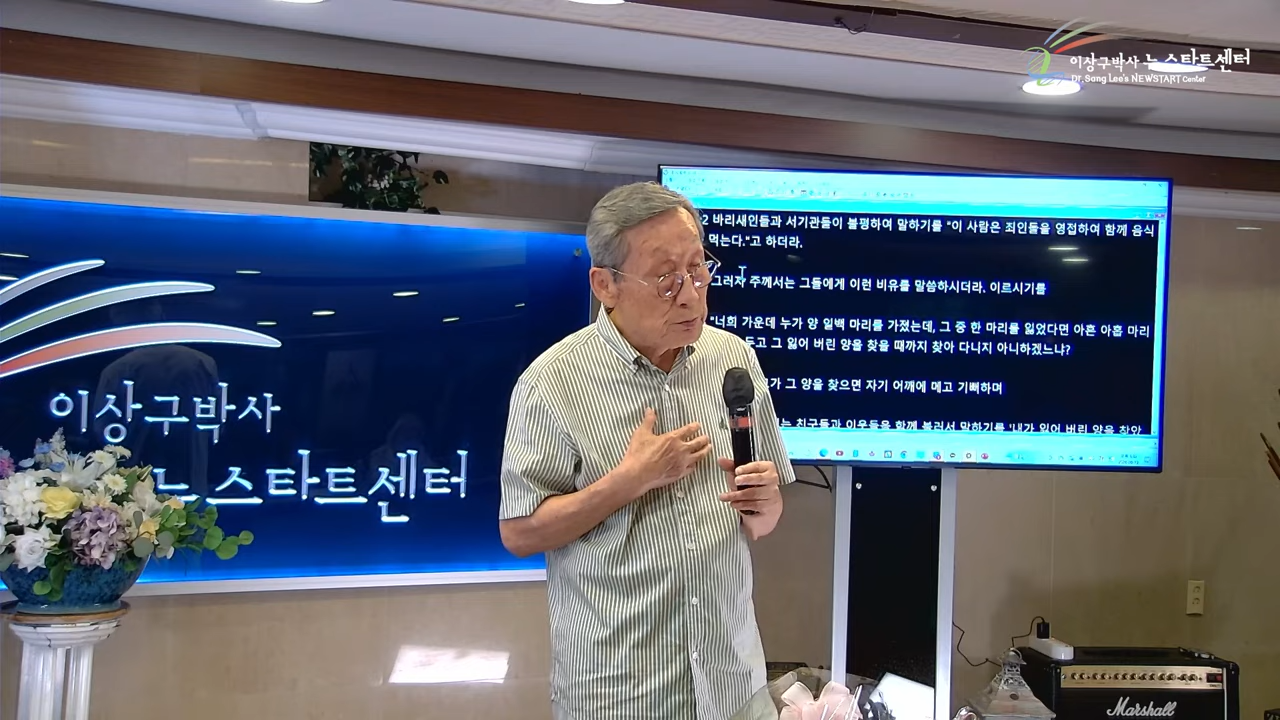 이상구박사 뉴스타트센터
Dr. Sang Lee's NEWSTART Center
2 바리새인들과 서기관들이 불평하여 말하기를 "이 사람은 죄인들을 영접하여 함께 음식
먹는다."고 하더라.
그러자 주께서는 그들에게 이런 비유를 말씀하시더라. 이르시기를
"너희 가운데 누가 양 일백 마리를 가졌는데, 그 중 한 마리를 잃었다면 아흔 아홉 마리
두고 그 잃어 버린 양을 찾을 때까지 찾아 다니지 아니하겠느냐?
가 그 양을 찾으면 자기 어깨에 메고 기뻐하며
는 친구들과 이웃들을 함께 불러서 말하기를 '내가 잃어 버린 양을 찾았
이상구박사
뉴스타트센터
Marshall